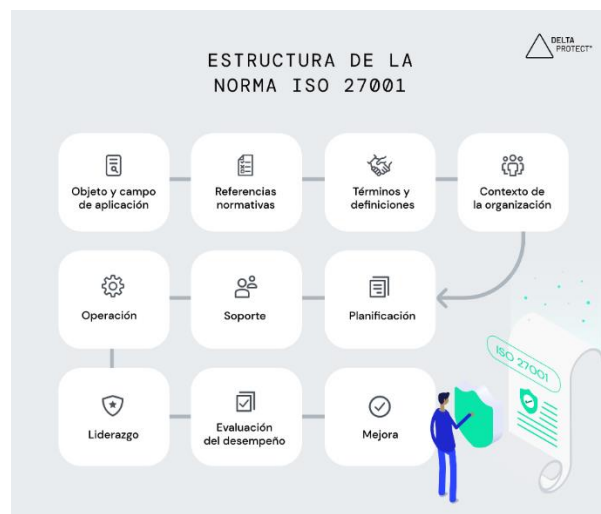 ESTRUCTURA DE LA
NORMA ISO 27001
DELTA
PROTECT
Objeto y campo
de aplicación
Referencias
normativas
Términos y
definiciones
Contexto de
la organización
Operación
Soporte
Planificación
ISO 27001
Liderazgo
Evaluación
del desempeño
Mejora